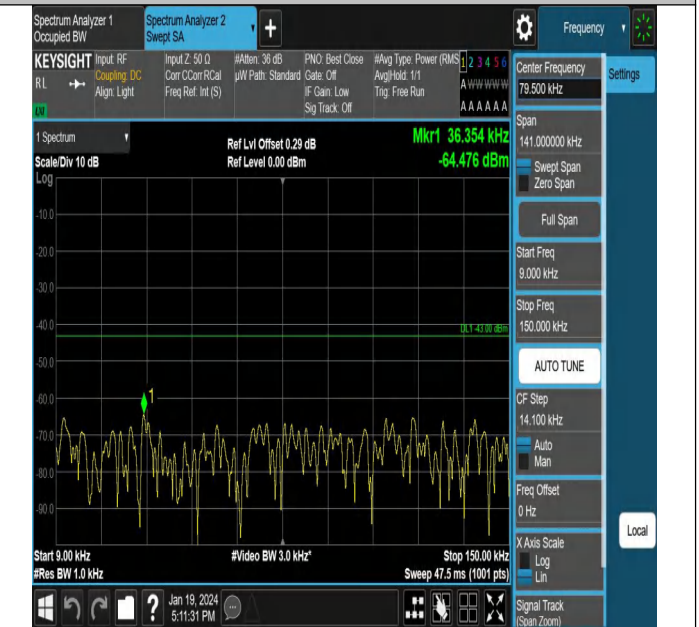 Spectrum Analyzer 1
Occupied BW
Spectrum Analyzer 2
Swept SA
+
Frequency
KEYSIGHT
RL
Input: RF
Coupling: DC
Align: Light
Input Z: 50 Ω
Corr CCorr RCal
Freq Ref: Int (S)
#Atten: 36 dB
µW Path: Standard
PNO: Best Close
Gate: Off
IF Gain: Low
Sig Track: Off
#Avg Type: Power (RMS
Avg|Hold: 1/1
Trig: Free Run
1 2 3 4 5 6
A W W W W W
A A A A A A
1 Spectrum
Scale/Div 10 dB
Ref Lvl Offset 0.29 dB
Ref Level 0.00 dBm
Mkr1 36.354 kHz
-64.476 dBm
Log
-10.0
-20.0
-30.0
-40.0
DL1 -43.00 dBm
-50.0
-60.0
1
-70.0
-80.0
-90.0
Start 9.00 kHz
#Res BW 1.0 kHz
#Video BW 3.0 kHz*
Stop 150.00 kHz
Sweep 47.5 ms (1001 pts)
Jan 19, 2024
5:11:31 PM
Center Frequency
79.500 kHz
Settings
Span
141.000000 kHz
Swept Span
Zero Span
Full Span
Start Freq
9.000 kHz
Stop Freq
150.000 kHz
AUTO TUNE
CF Step
14.100 kHz
Auto
Man
Freq Offset
0 Hz
Local
X Axis Scale
Log
Lin
Signal Track
(Span Zoom)